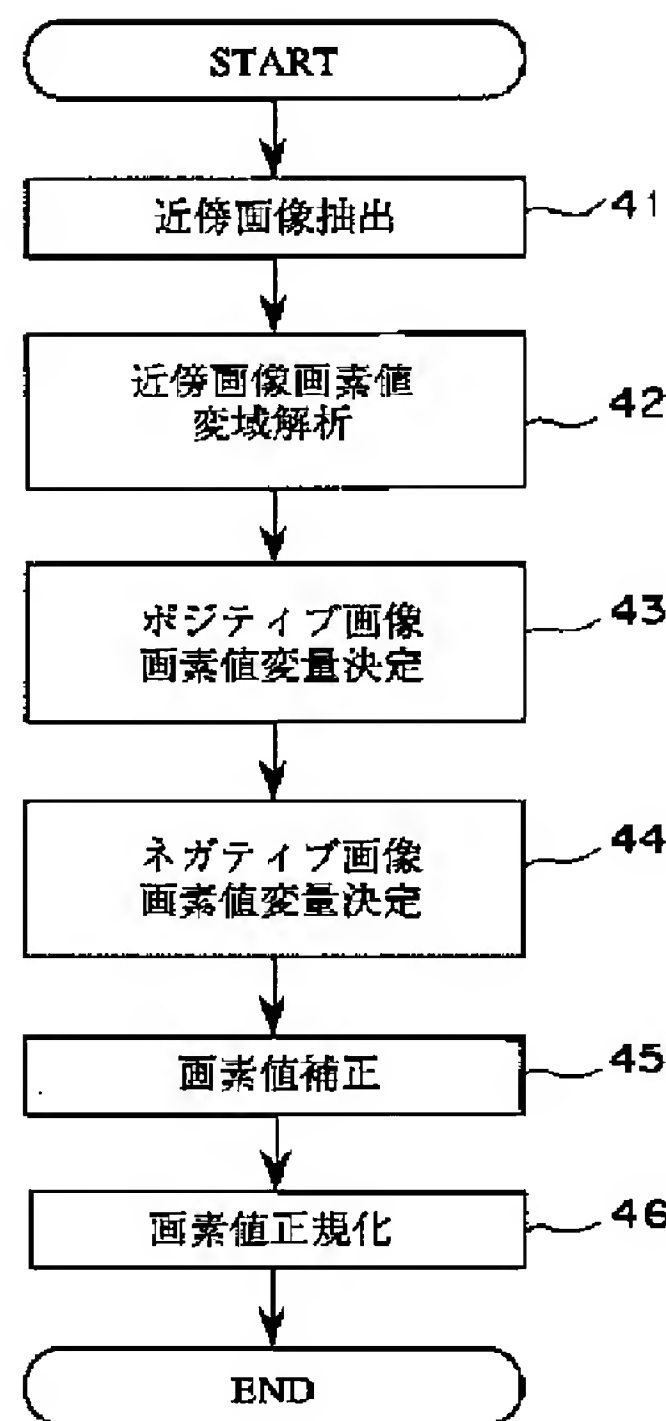 START
近傍画像抽出
41
近傍画像画素値
変域解析
42
ポジティブ画像
画素値変量決定
43
ネガティブ画像
画素値変量決定
44
画素値補正
45
画素値正規化
46
END